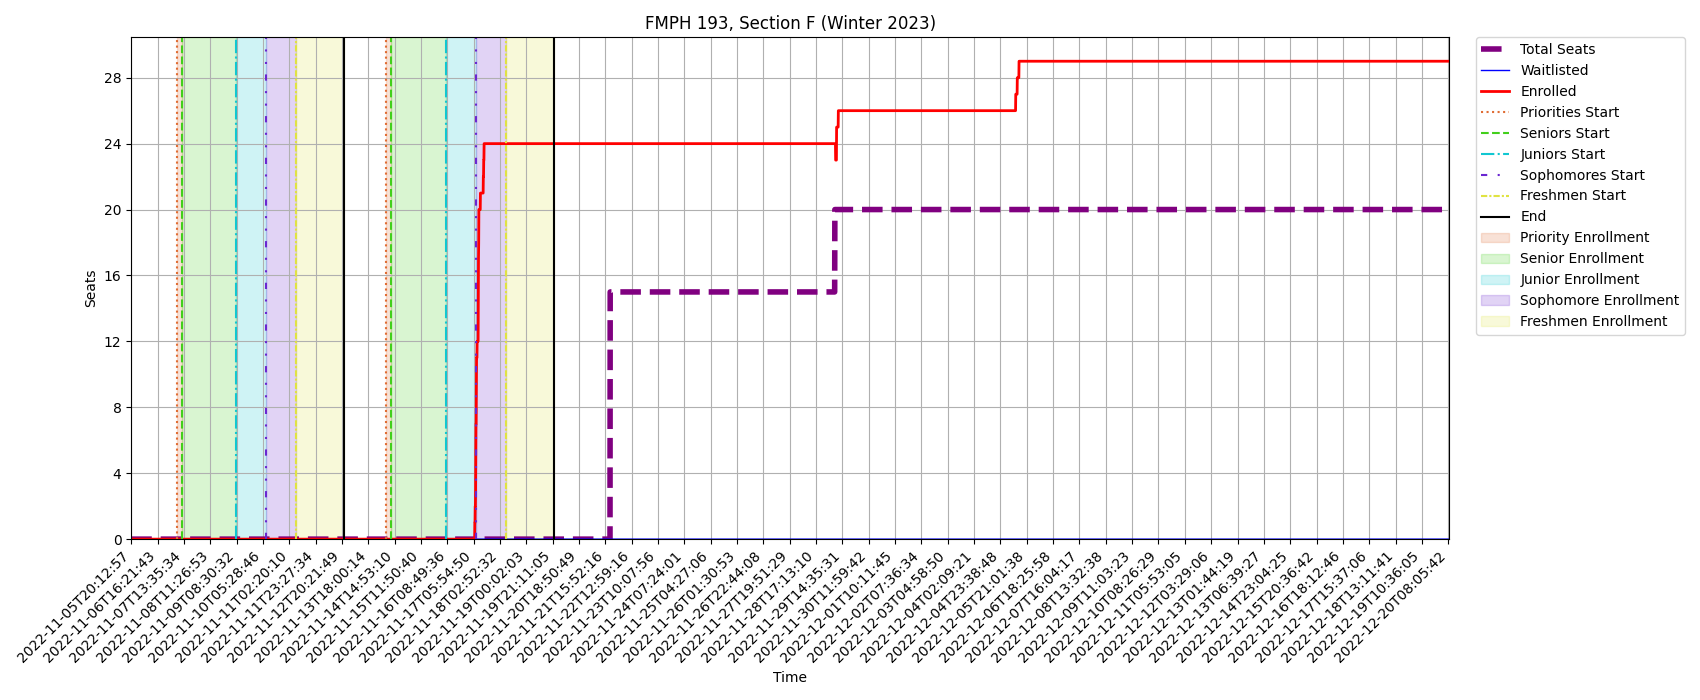 FMPH 193, Section F (Winter 2023)
Seats
28
24
20
16
12
8
4
0
2022-11-05T20:12:57
2022-11-06T16:21:43
2022-11-07T13:35:34
2022-11-08T11:26:53
2022-11-09T08:30:32
2022-11-10T05:28:46
2022-11-11T02:20:10
2022-11-11T23:27:34
2022-11-12T20:21:49
2022-11-13T18:00:14
2022-11-14T14:53:10
2022-11-15T11:50:40
2022-11-16T08:49:36
2022-11-17T05:54:50
2022-11-18T02:52:32
2022-11-19T00:02:03
2022-11-19T21:11:05
2022-11-20T18:50:49
2022-11-21T15:52:16
2022-11-22T12:59:16
2022-11-23T10:07:56
2022-11-24T07:24:01
2022-11-25T04:27:06
2022-11-26T01:30:53
2022-11-26T22:44:08
2022-11-27T19:51:29
2022-11-28T17:13:10
2022-11-29T14:35:31
2022-11-30T11:59:42
2022-12-01T10:11:45
2022-12-02T07:36:34
2022-12-03T04:58:50
2022-12-04T02:09:21
2022-12-04T23:38:48
2022-12-05T21:01:38
2022-12-06T18:25:58
2022-12-07T16:04:17
2022-12-08T13:32:38
2022-12-09T11:03:23
2022-12-10T08:26:29
2022-12-11T05:53:05
2022-12-12T03:29:06
2022-12-13T01:44:19
2022-12-13T06:39:27
2022-12-14T23:04:25
2022-12-15T20:36:42
2022-12-16T18:12:46
2022-12-17T15:37:06
2022-12-18T13:11:41
2022-12-19T10:36:05
2022-12-20T08:05:42
Time
Total Seats
Waitlisted
Enrolled
Priorities Start
Seniors Start
Juniors Start
Sophomores Start
Freshmen Start
End
Priority Enrollment
Senior Enrollment
Junior Enrollment
Sophomore Enrollment
Freshmen Enrollment